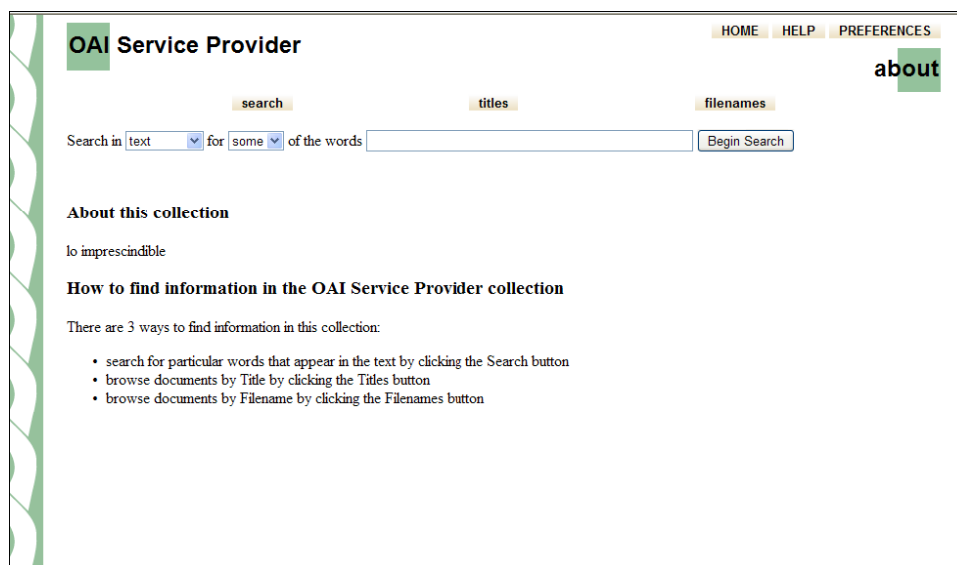 HOME HELP PREFERENCES
OAI Service Provider
about
search titles filenames
Search in text for some of the words Begin Search
About this collection
lo imprescindible
How to find information in the OAI Service Provider collection
There are 3 ways to find information in this collection:
• search for particular words that appear in the text by clicking the Search button
• browse documents by Title by clicking the Titles button
• browse documents by Filename by clicking the Filenames button